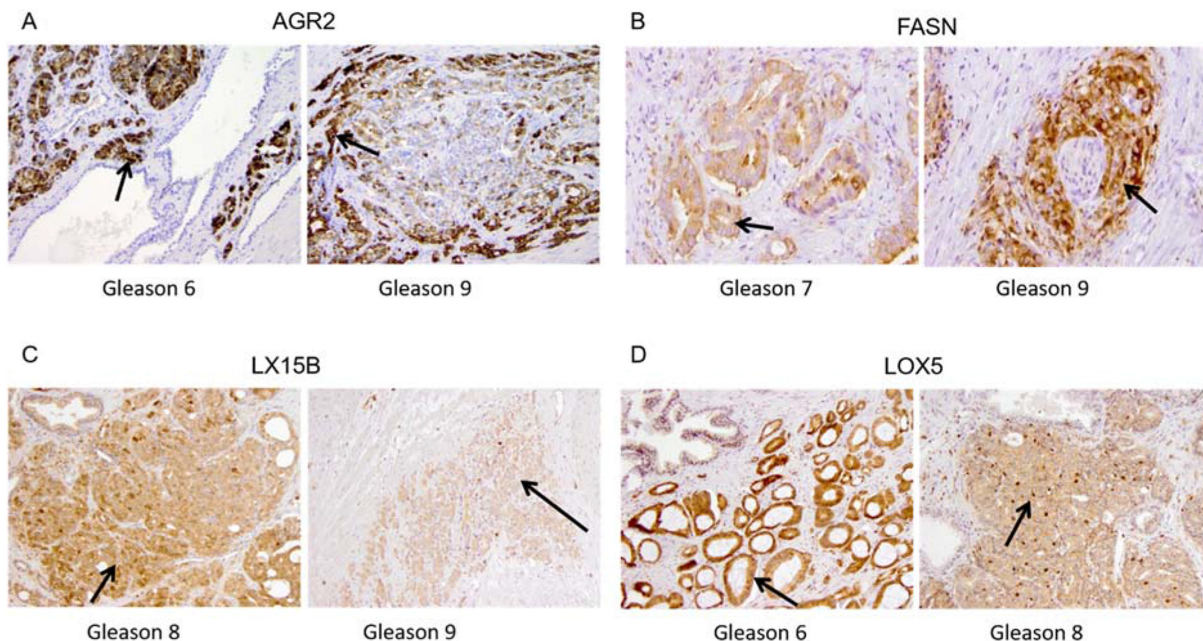 A
AGR2
B
FASN
Gleason 6
Gleason 9
Gleason 7
Gleason 9
C
LX15B
D
LOX5
Gleason 8
Gleason 9
Gleason 6
Gleason 8